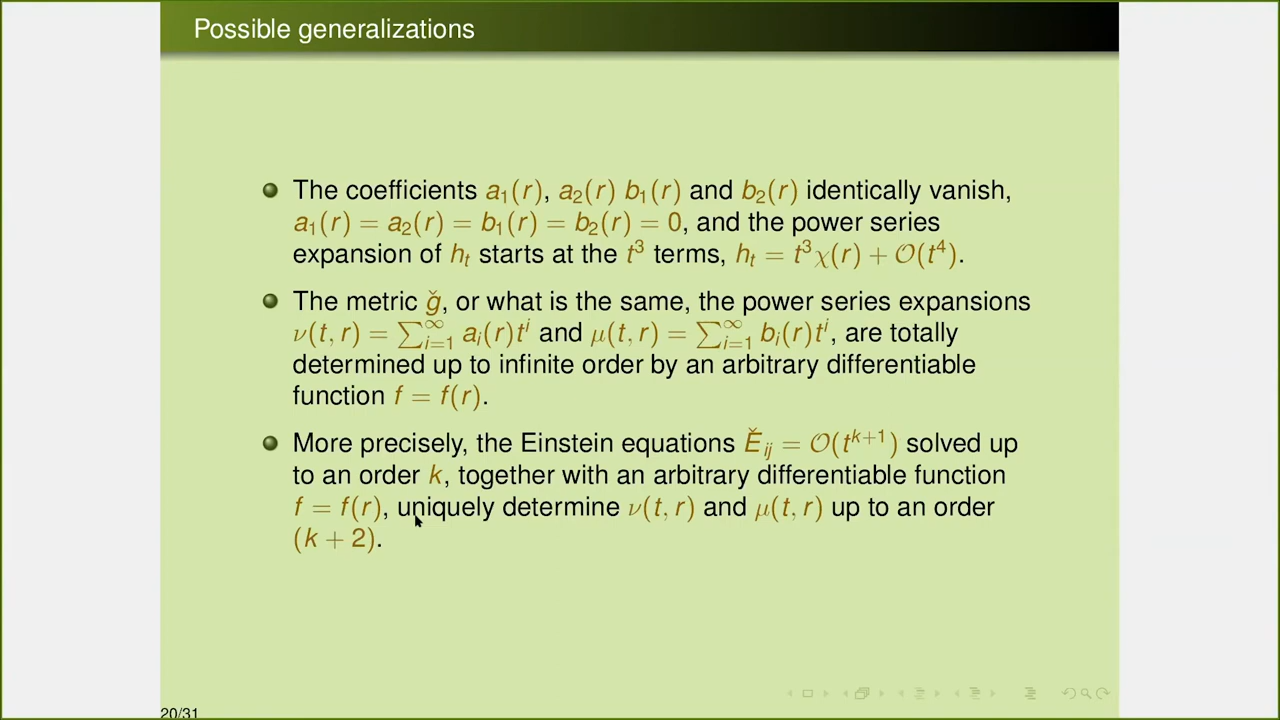 Possible generalizations
The coefficients a₁(r), a₂(r) b₁(r) and b₂(r) identically vanish,
a₁(r) = a₂(r) = b₁(r) = b₂(r) = 0, and the power series
expansion of hₜ starts at the t³ terms, hₜ = t³χ(r) + 𝒪(t⁴).
The metric ǧ, or what is the same, the power series expansions
ν(t, r) = ∑_{i=1}^{∞} aᵢ(r)tⁱ and μ(t, r) = ∑_{i=1}^{∞} bᵢ(r)tⁱ, are totally
determined up to infinite order by an arbitrary differentiable
function f = f(r).
More precisely, the Einstein equations Ě_{ij} = 𝒪(t^{k+1}) solved up
to an order k, together with an arbitrary differentiable function
f = f(r), uniquely determine ν(t, r) and μ(t, r) up to an order
(k + 2).
20/31